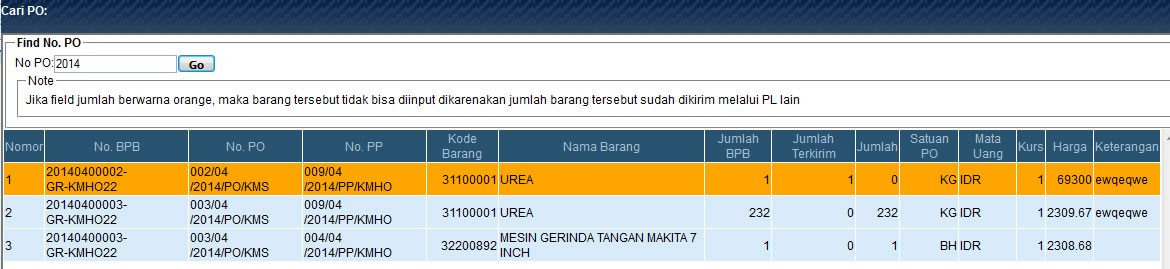 Cari PO:
Find No. PO
No PO: 2014 Go
Note
Jika field jumlah berwarna orange, maka barang tersebut tidak bisa diinput dikarenakan jumlah barang tersebut sudah dikirim melalui PL lain
Nomor No. BPB No. PO No. PP Kode Barang Nama Barang Jumlah BPB Jumlah Terkirim Jumlah Satuan PO Mata Uang Kurs Harga Keterangan
1 20140400002-GR-KMHO22 002/04/2014/PO/KMS 009/04/2014/PP/KMHO 31100001 UREA 1 1 0 KG IDR 1 69300 ewqeqwe
2 20140400003-GR-KMHO22 003/04/2014/PO/KMS 009/04/2014/PP/KMHO 31100001 UREA 232 0 232 KG IDR 1 2309.67 ewqeqwe
3 20140400003-GR-KMHO22 003/04/2014/PO/KMS 004/04/2014/PP/KMHO 32200892 MESIN GERINDA TANGAN MAKITA 7 INCH 1 0 1 BH IDR 1 2308.68